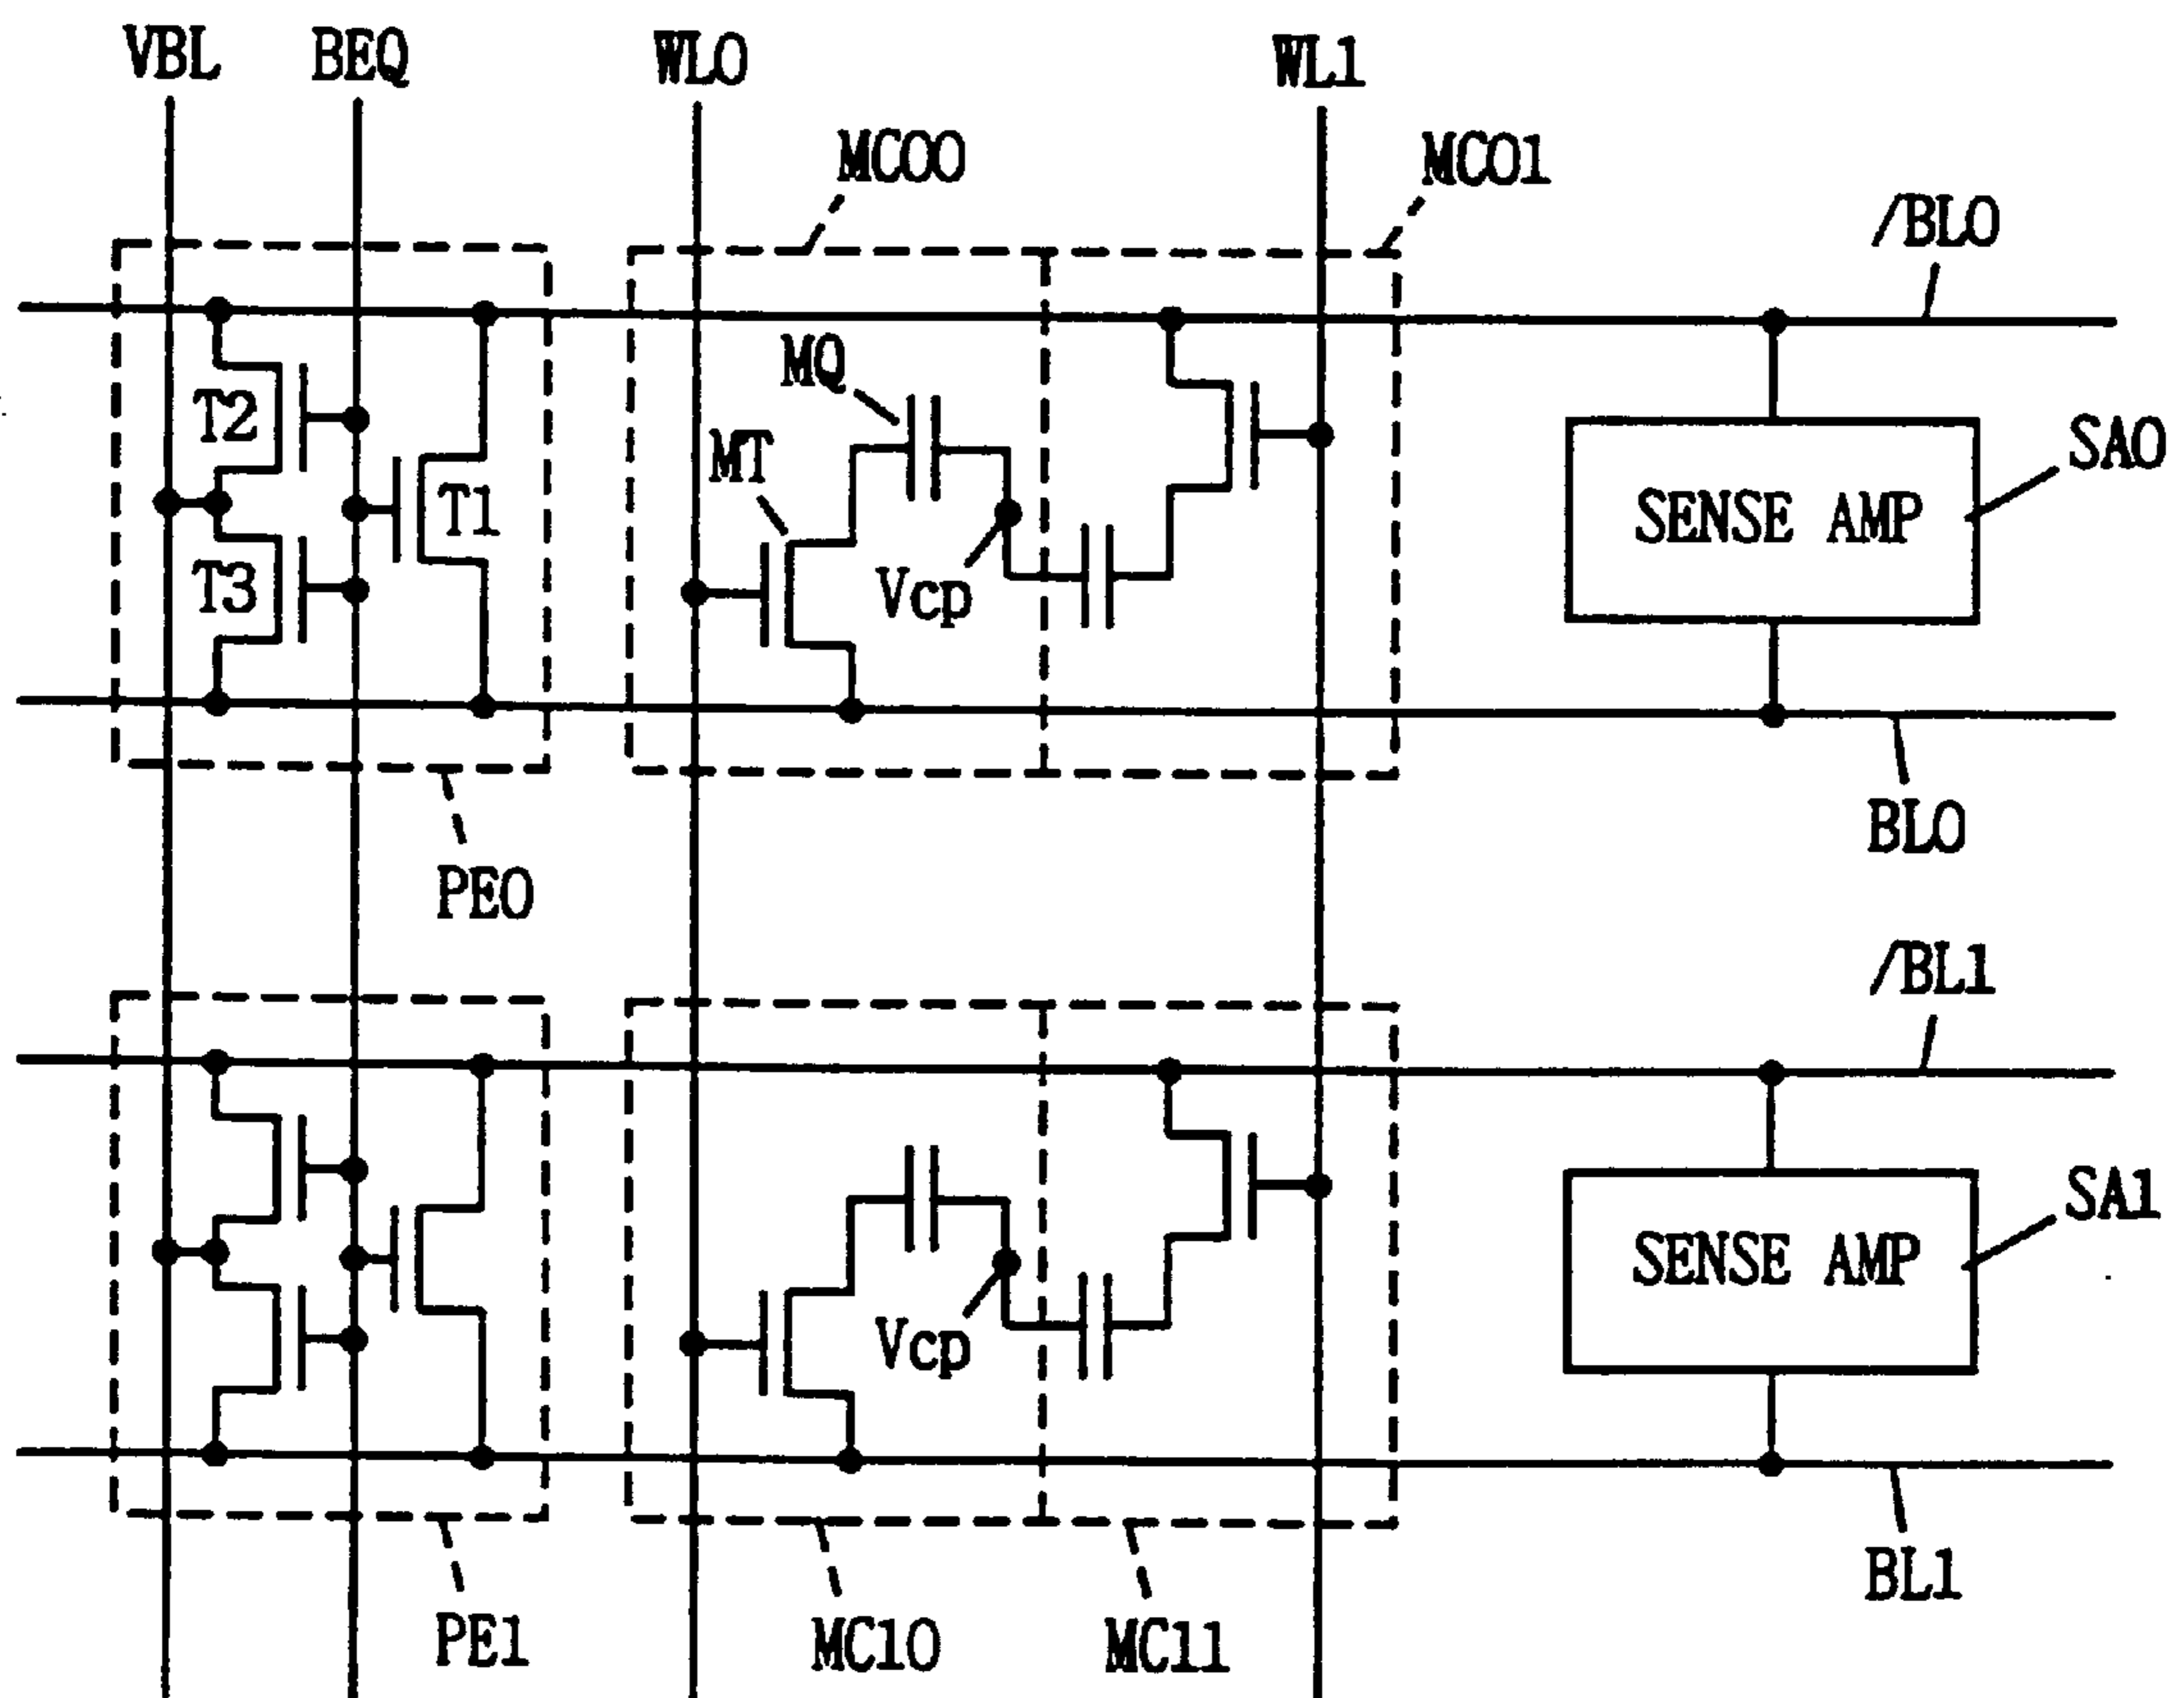 VBL BEQ WL0 WL1
MC00 MC01
/BL0
MQ
T2 MT SA0
T1 SENSE AMP
T3 Vcp
BL0
PE0
/BL1
SA1
SENSE AMP
Vcp
BL1
PE1 MC10 MC11